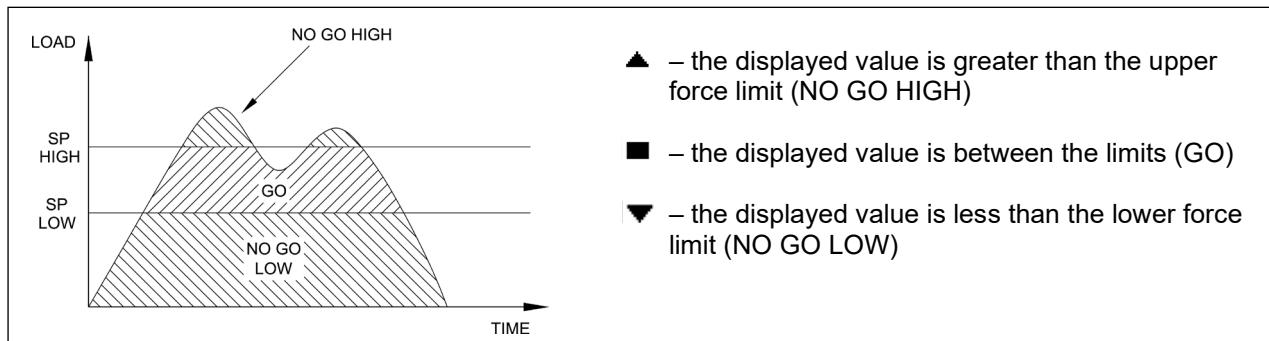 LOAD
NO GO HIGH
SP
HIGH
GO
SP
LOW
NO GO
LOW
TIME
▲ – the displayed value is greater than the upper
force limit (NO GO HIGH)
■ – the displayed value is between the limits (GO)
▼ – the displayed value is less than the lower force
limit (NO GO LOW)